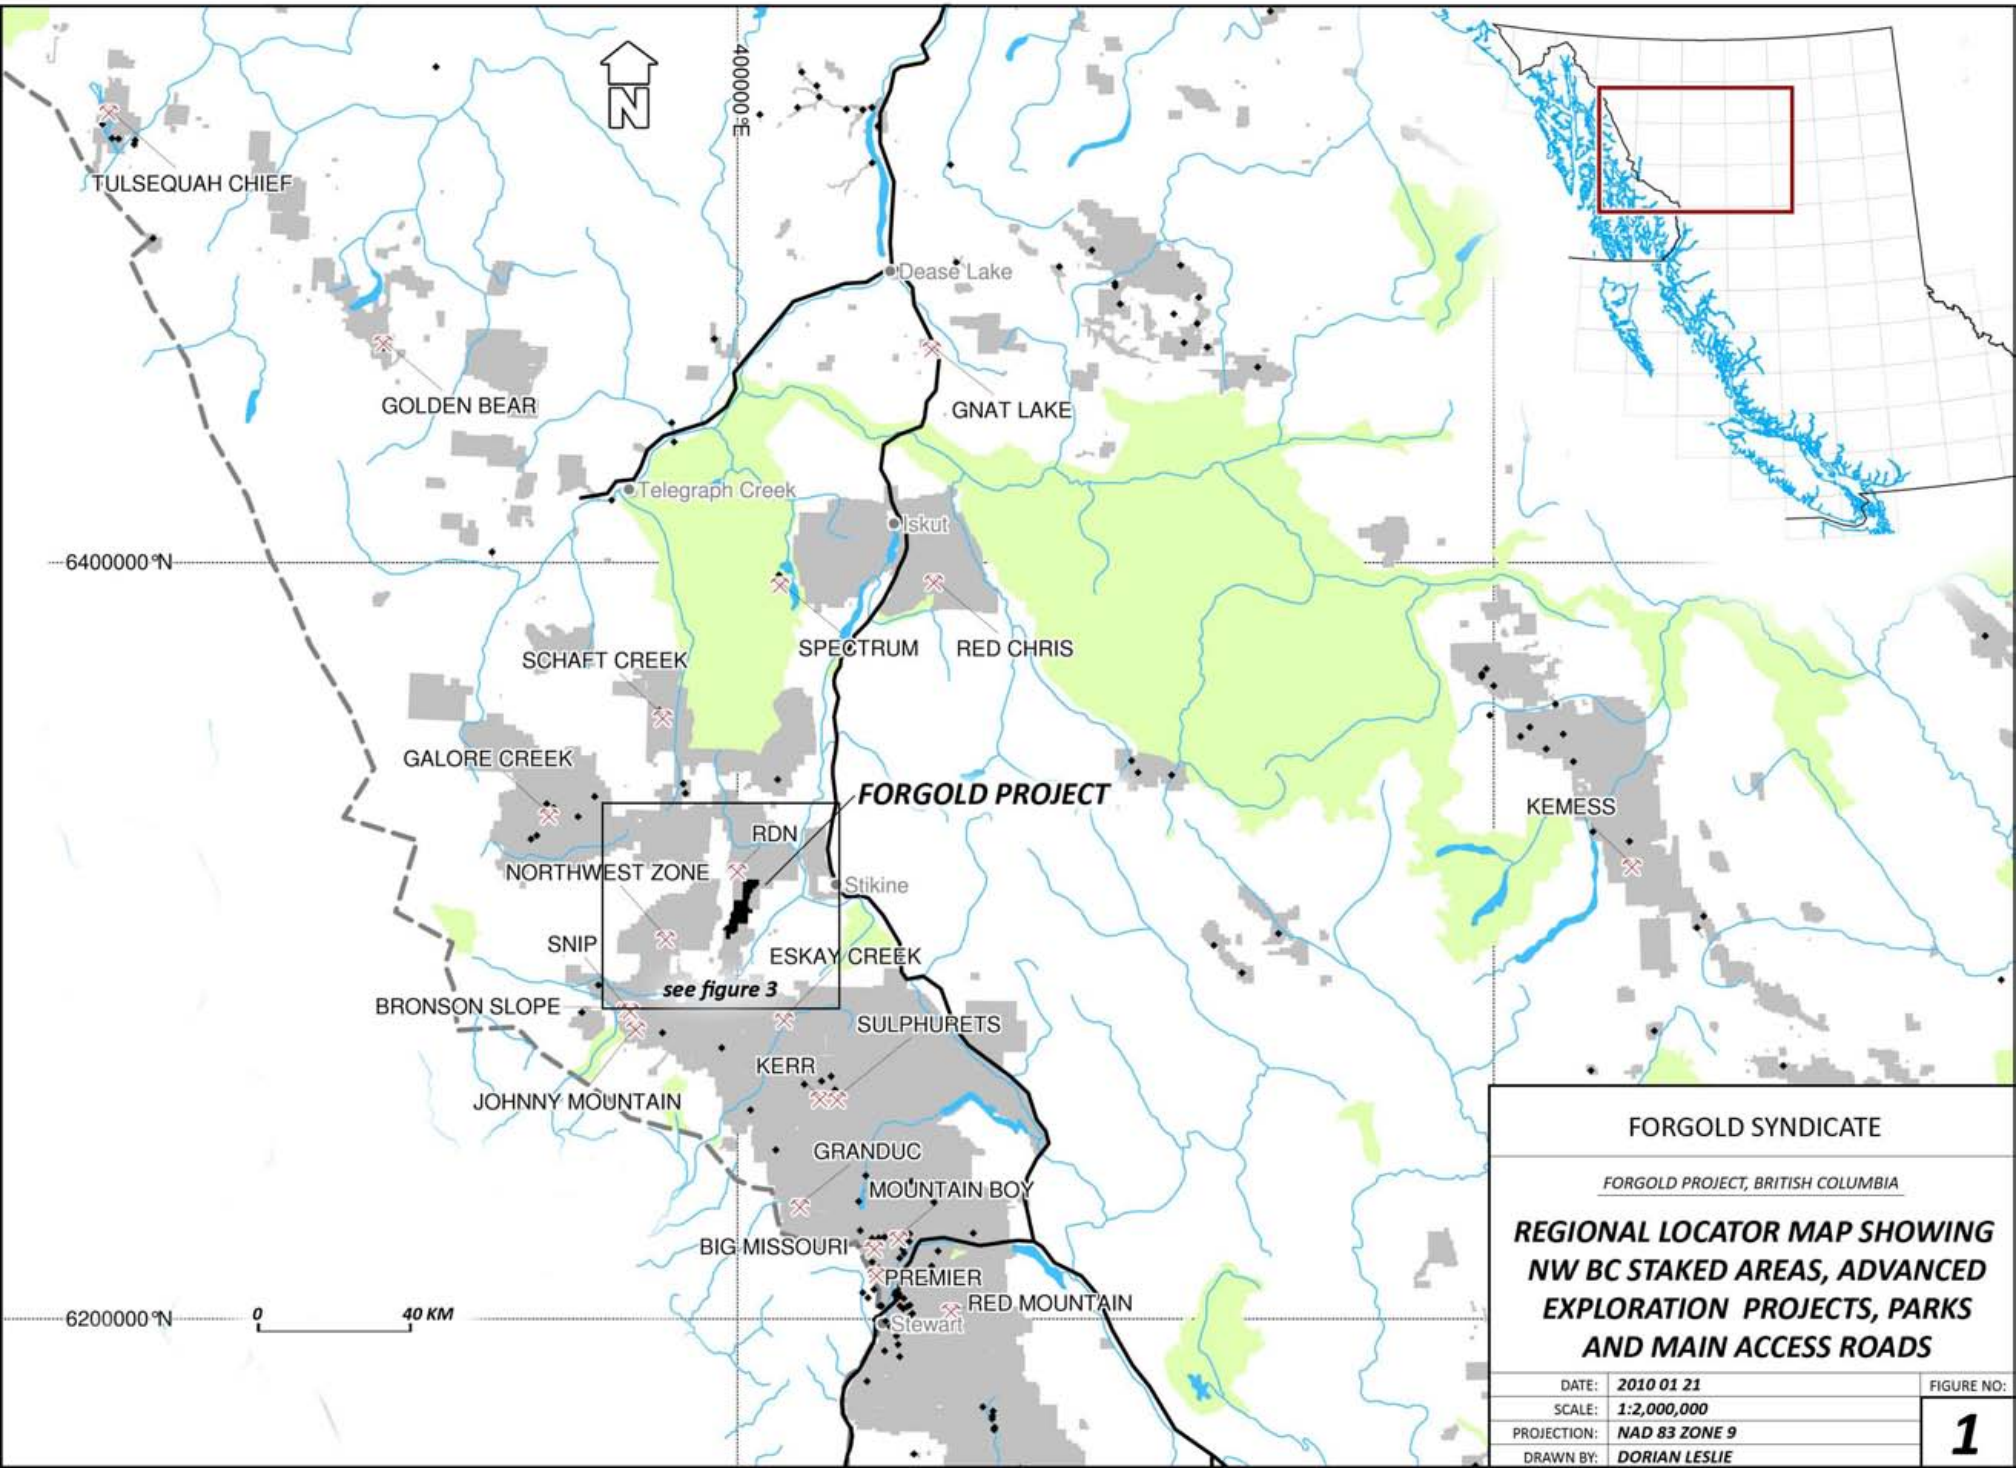 N
400000°E
TULSEQUAH CHIEF
Dease Lake
GOLDEN BEAR
GNAT LAKE
Telegraph Creek
Iskut
6400000°N
SPECTRUM
RED CHRIS
SCHAFT CREEK
GALORE CREEK
FORGOLD PROJECT
KEMESS
RDN
NORTHWEST ZONE
Stikine
SNIP
ESKAY CREEK
see figure 3
BRONSON SLOPE
SULPHURETS
KERR
JOHNNY MOUNTAIN
GRANDUC
MOUNTAIN BOY
BIG MISSOURI
PREMIER
RED MOUNTAIN
6200000°N
0 40 KM
Stewart
FORGOLD SYNDICATE
FORGOLD PROJECT, BRITISH COLUMBIA
REGIONAL LOCATOR MAP SHOWING
NW BC STAKED AREAS, ADVANCED
EXPLORATION PROJECTS, PARKS
AND MAIN ACCESS ROADS
DATE: 2010 01 21
SCALE: 1:2,000,000
PROJECTION: NAD 83 ZONE 9
DRAWN BY: DORIAN LESLIE
FIGURE NO:
1